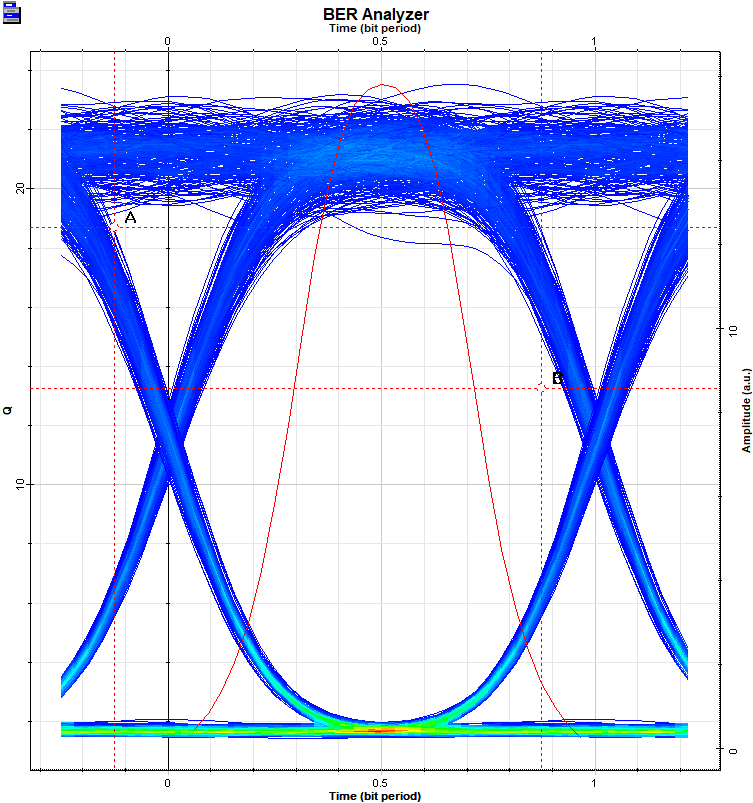 BER Analyzer
Time (bit period)
0 0.5 1
20
A
10
B
Q
10
Amplitude (a.u.)
0
0 0.5 1
Time (bit period)